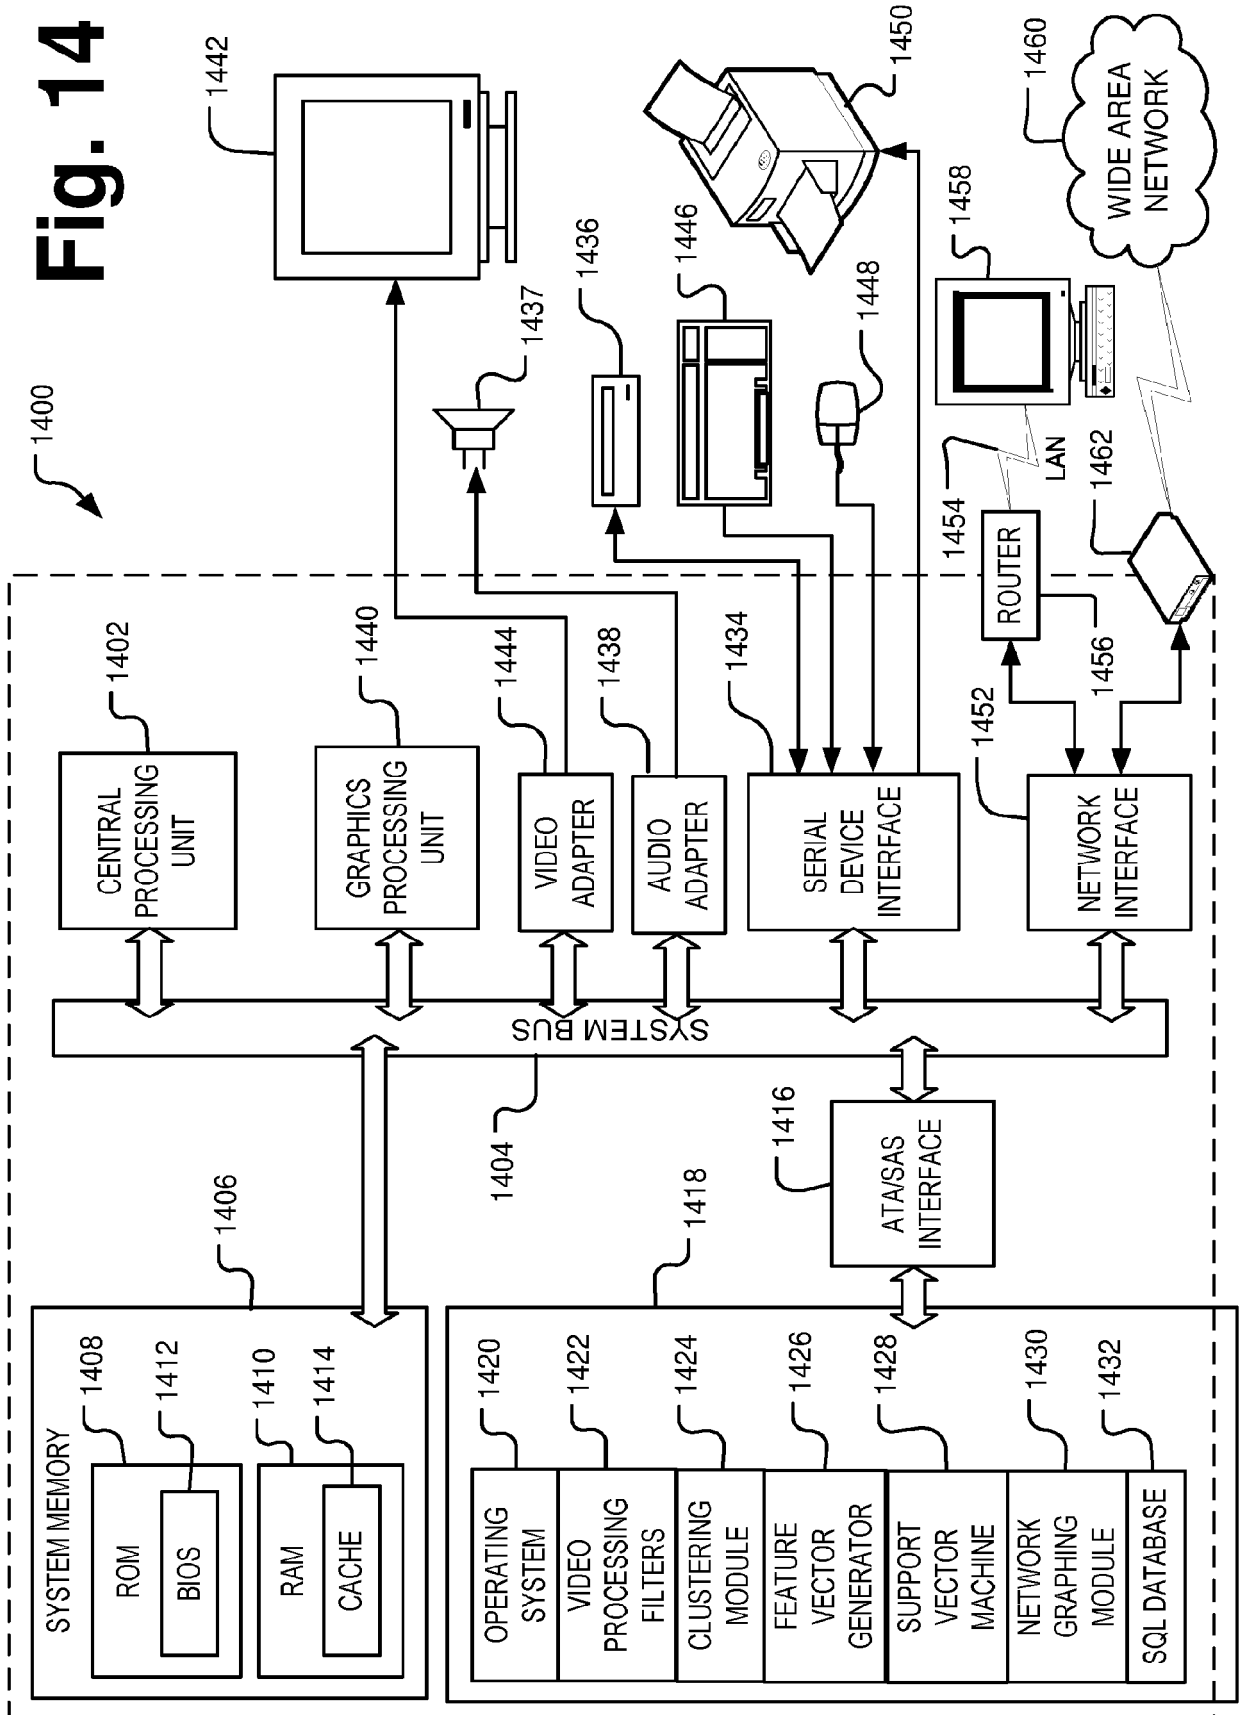 Fig. 14
1400
SYSTEM MEMORY
1406
ROM
1408
BIOS
1412
RAM
1410
CACHE
1414
1418
OPERATING
SYSTEM
1420
VIDEO
PROCESSING
FILTERS
1422
CLUSTERING
MODULE
1424
FEATURE
VECTOR
GENERATOR
1426
SUPPORT
VECTOR
MACHINE
1428
NETWORK
GRAPHING
MODULE
1430
SQL DATABASE
1432
ATA/SAS
INTERFACE
1416
1404
SYSTEM BUS
CENTRAL
PROCESSING
UNIT
1402
GRAPHICS
PROCESSING
UNIT
1440
VIDEO
ADAPTER
1444
AUDIO
ADAPTER
1438
SERIAL
DEVICE
INTERFACE
1434
NETWORK
INTERFACE
1452
1442
1437
1436
1446
1448
1450
ROUTER
1456
1454
LAN
1458
1462
WIDE AREA
NETWORK
1460